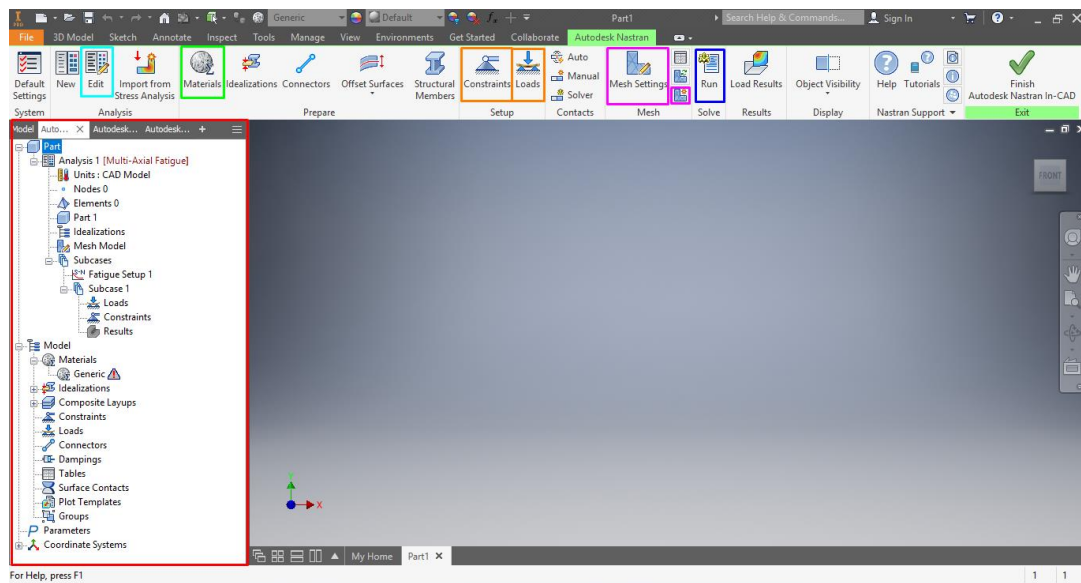 PRO Generic Default Part1 Search Help & Commands... Sign In
File 3D Model Sketch Annotate Inspect Tools Manage View Environments Get Started Collaborate Autodesk Nastran
Default Settings New Edit Import from Stress Analysis Materials Idealizations Connectors Offset Surfaces Structural Members Constraints Loads Auto Manual Solver Mesh Settings Run Load Results Object Visibility Help Tutorials Finish Autodesk Nastran In-CAD
System Analysis Prepare Setup Contacts Mesh Solve Results Display Nastran Support Exit
Model Auto... Autodesk... Autodesk... +
Part
Analysis 1 [Multi-Axial Fatigue]
Units : CAD Model
Nodes 0
Elements 0
Part 1
Idealizations
Mesh Model
Subcases
Fatigue Setup 1
Subcase 1
Loads
Constraints
Results
Model
Materials
Generic
Idealizations
Composite Layups
Constraints
Loads
Connectors
Dampings
Tables
Surface Contacts
Plot Templates
Groups
Parameters
Coordinate Systems
FRONT
Y
X
My Home Part1
For Help, press F1 1 1